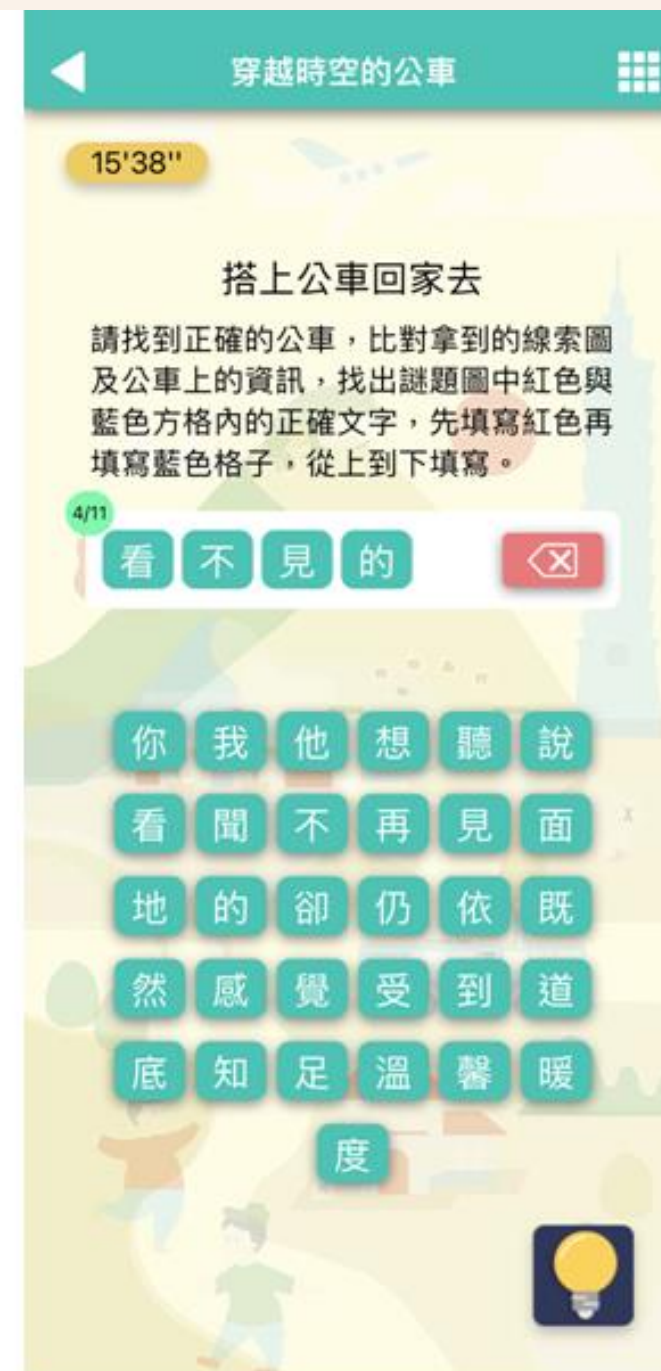 穿越時空的公車
15'38''
搭上公車回家去
請找到正確的公車，比對拿到的線索圖
及公車上的資訊，找出謎題圖中紅色與
藍色方格內的正確文字，先填寫紅色再
填寫藍色格子，從上到下填寫。
4/11
看不見的
你我他想聽說
看聞不再見面
地的卻仍依既
然感覺受到道
底知足溫馨暖
度